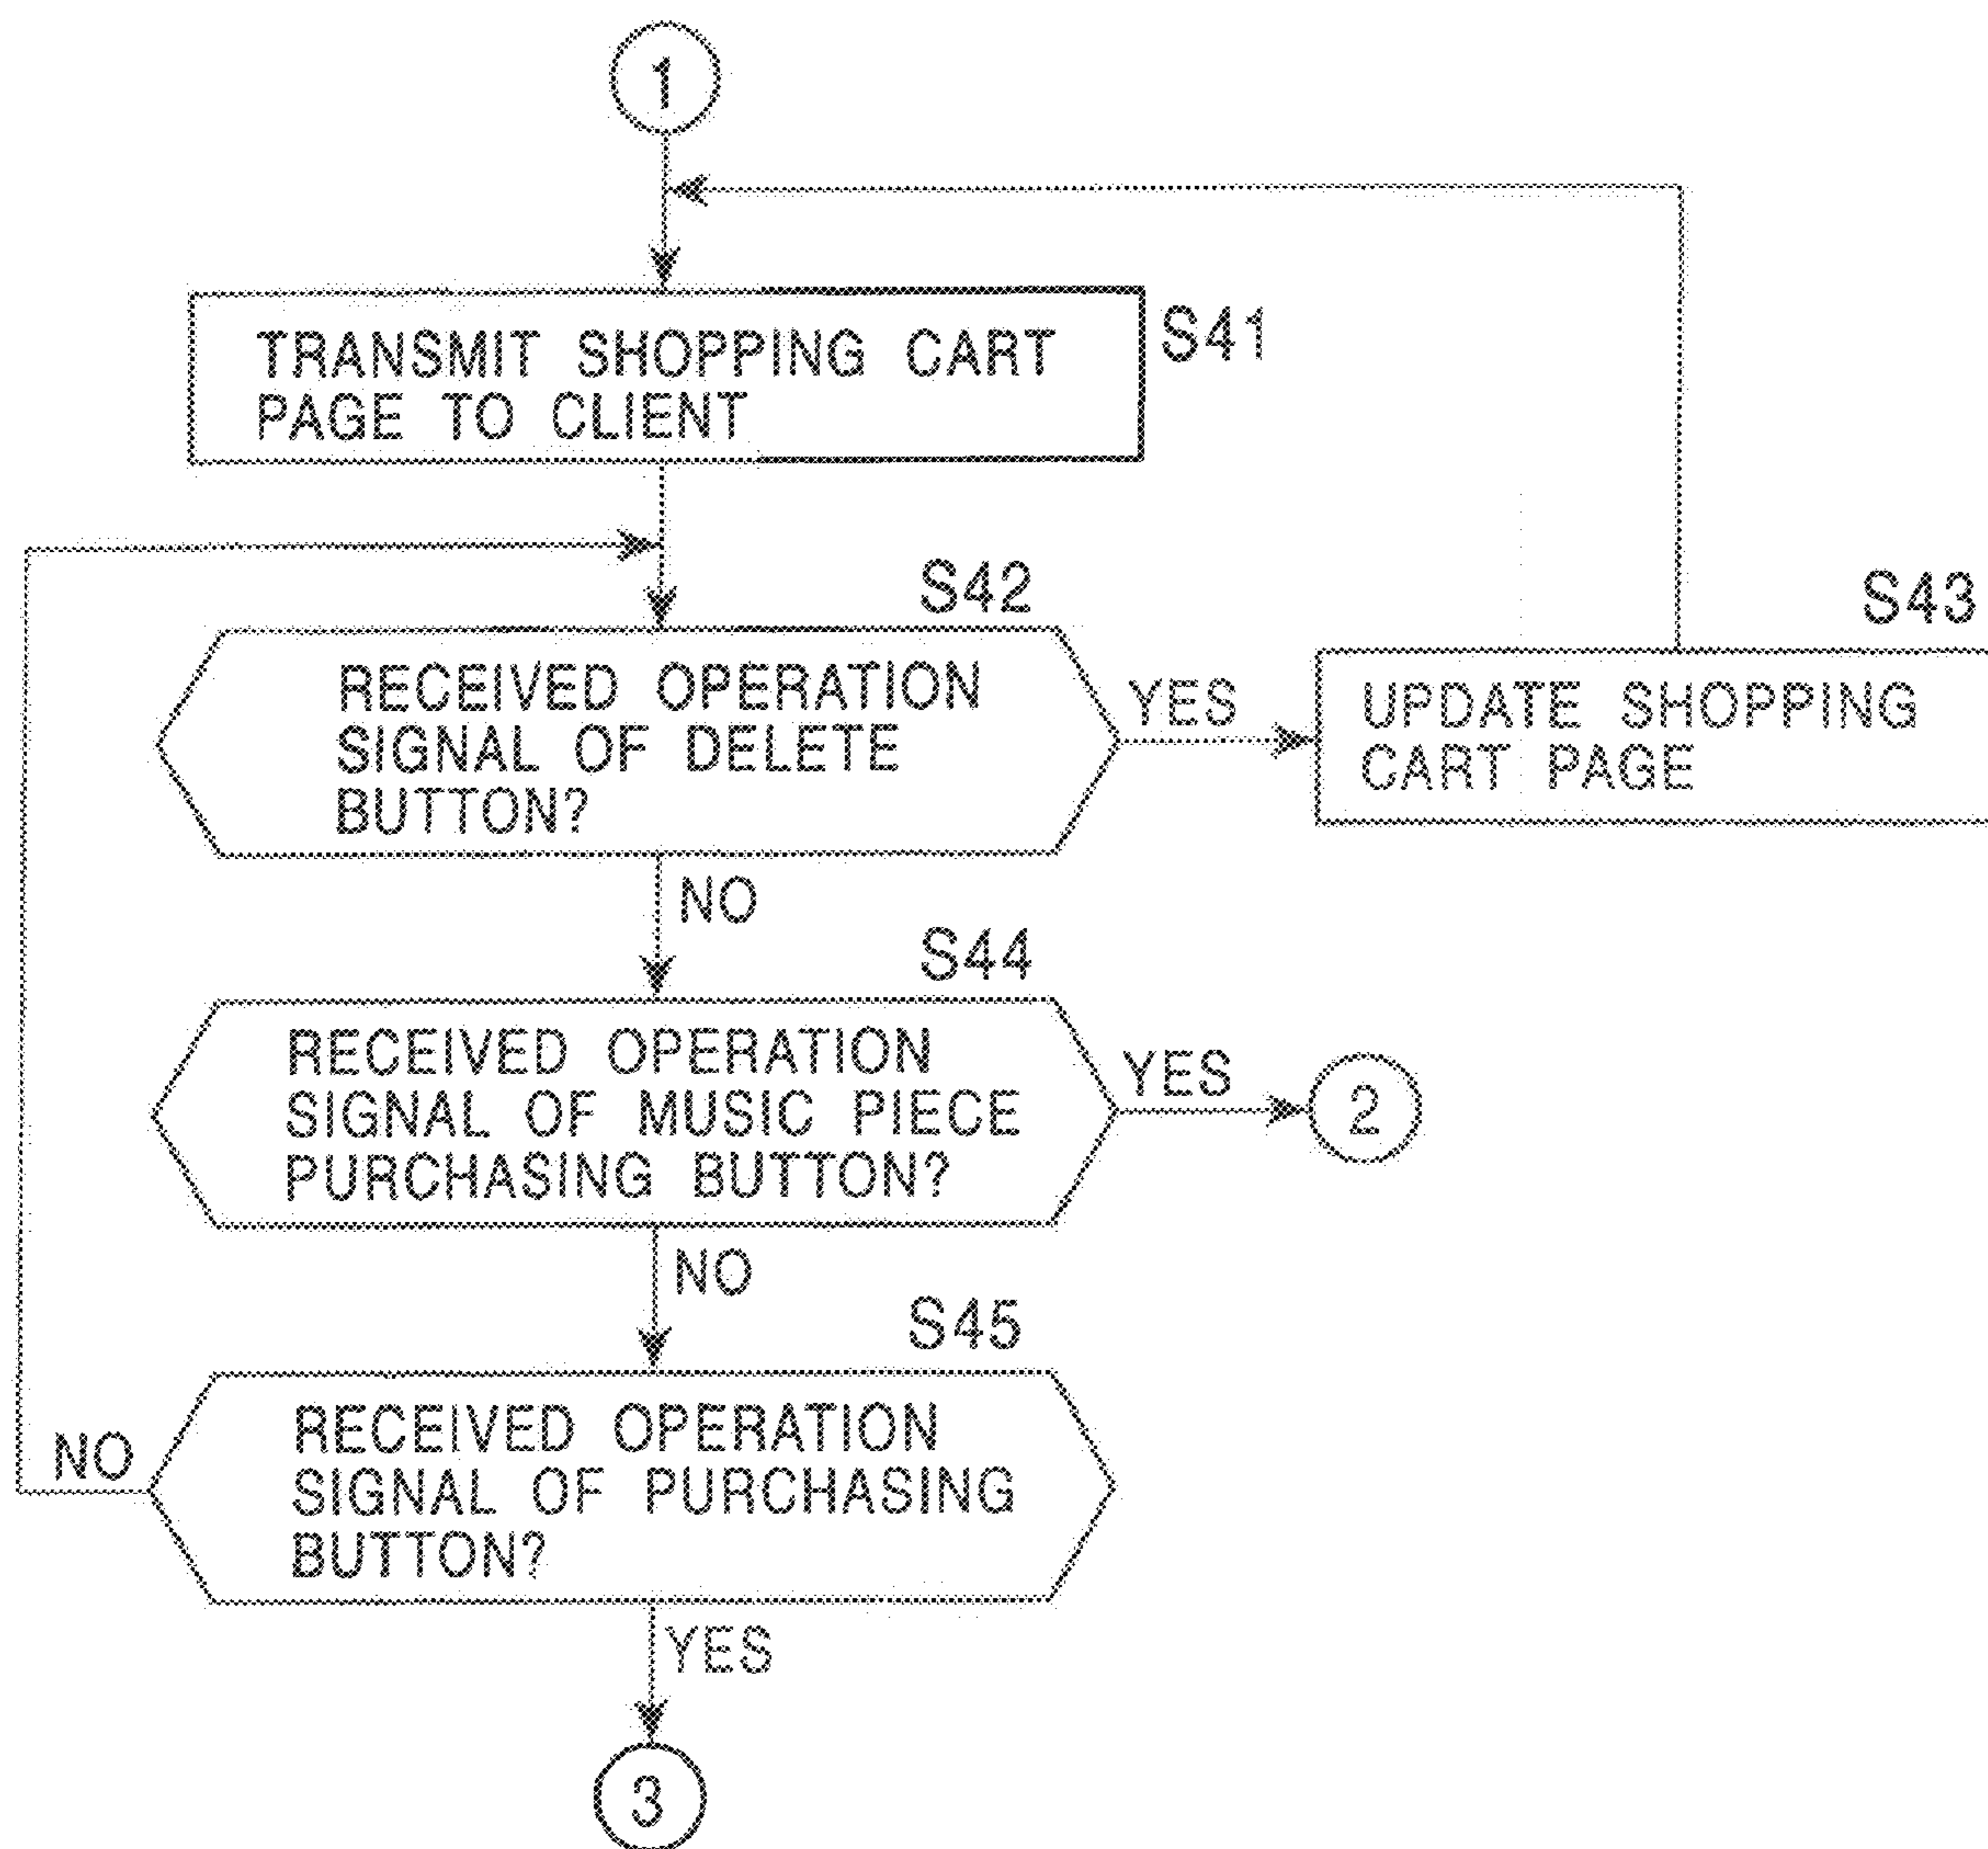 1
TRANSMIT SHOPPING CART
PAGE TO CLIENT
S41
S42
RECEIVED OPERATION
SIGNAL OF DELETE
BUTTON?
YES
S43
UPDATE SHOPPING
CART PAGE
NO
S44
RECEIVED OPERATION
SIGNAL OF MUSIC PIECE
PURCHASING BUTTON?
YES
2
NO
S45
RECEIVED OPERATION
SIGNAL OF PURCHASING
BUTTON?
NO
YES
3